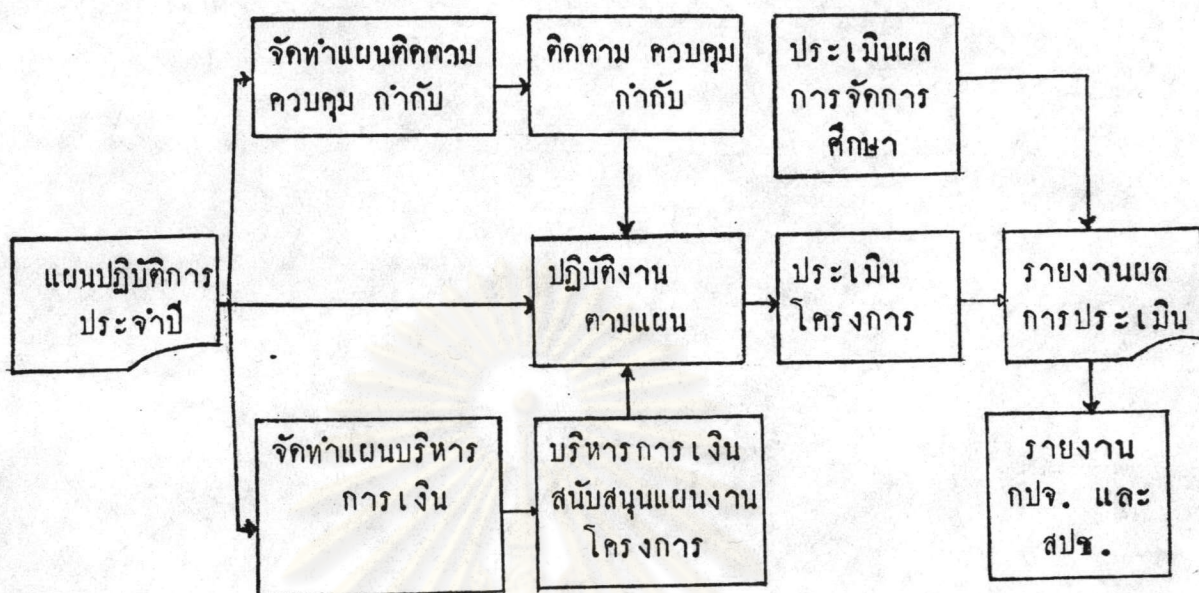 จัดทำแผนติดตาม
ควบคุม กำกับ
ติดตาม ควบคุม
กำกับ
ประเมินผล
การจัดการ
ศึกษา
แผนปฏิบัติการ
ประจำปี
ปฏิบัติงาน
ตามแผน
ประเมิน
โครงการ
รายงานผล
การประเมิน
จัดทำแผนบริหาร
การเงิน
บริหารการเงิน
สนับสนุนแผนงาน
โครงการ
รายงาน
กปจ. และ
สปช.